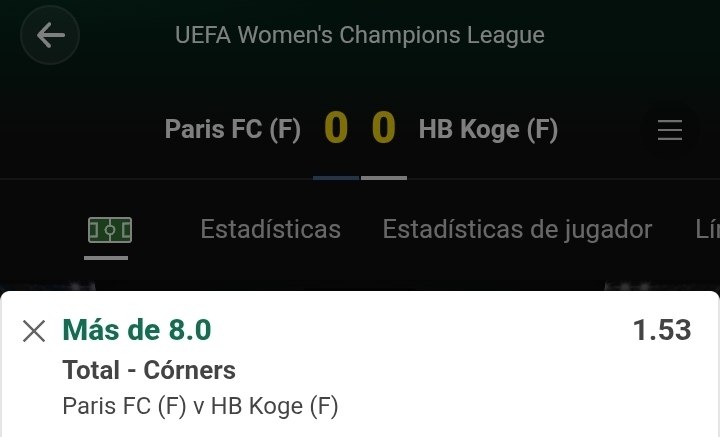 UEFA Women's Champions League
Paris FC (F) 0 0 HB Koge (F)
Estadísticas Estadísticas de jugador
Más de 8.0 1.53
Total - Córners
Paris FC (F) v HB Koge (F)